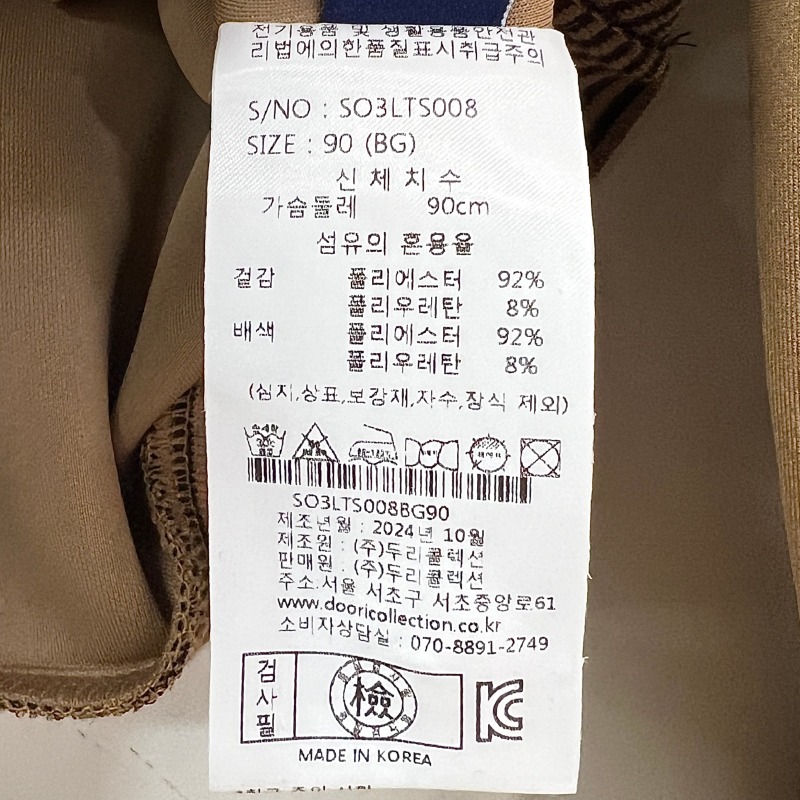 전기용품 및 생활용품안전관
리법에의한품질표시취급주의
S/NO : SO3LTS008
SIZE : 90 (BG)
신 체 치 수
가슴둘레 90cm
섬유의 혼용율
겉감 폴리에스터 92%
폴리우레탄 8%
배색 폴리에스터 92%
폴리우레탄 8%
(심지,상표,보강재,자수,장식 제외)
손세탁
30℃
중성
SO3LTS008BG90
제조년월 : 2024년 10월
제조원 : (주)두리콜렉션
판매원 : (주)두리콜렉션
주소.서울 서초구 서초중앙로61
www.dooricollection.co.kr
소비자상담실 : 070-8891-2749
검사필
檢
KC
MADE IN KOREA